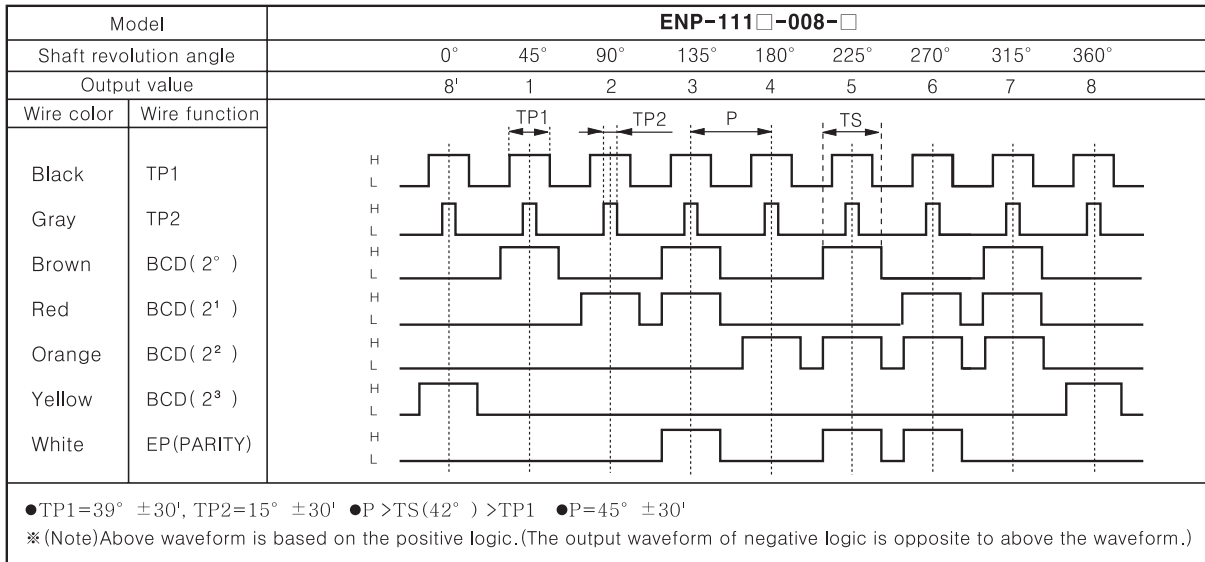 Model ENP-111□-008-□
Shaft revolution angle 0° 45° 90° 135° 180° 225° 270° 315° 360°
Output value 8' 1 2 3 4 5 6 7 8
Wire color Wire function
TP1 TP2 P TS
Black TP1 H L
Gray TP2 H L
Brown BCD( 2° ) H L
Red BCD( 2¹ ) H L
Orange BCD( 2² ) H L
Yellow BCD( 2³ ) H L
White EP(PARITY) H L
●TP1=39° ±30', TP2=15° ±30' ●P >TS(42° ) >TP1 ●P=45° ±30'
※(Note)Above waveform is based on the positive logic.(The output waveform of negative logic is opposite to above the waveform.)